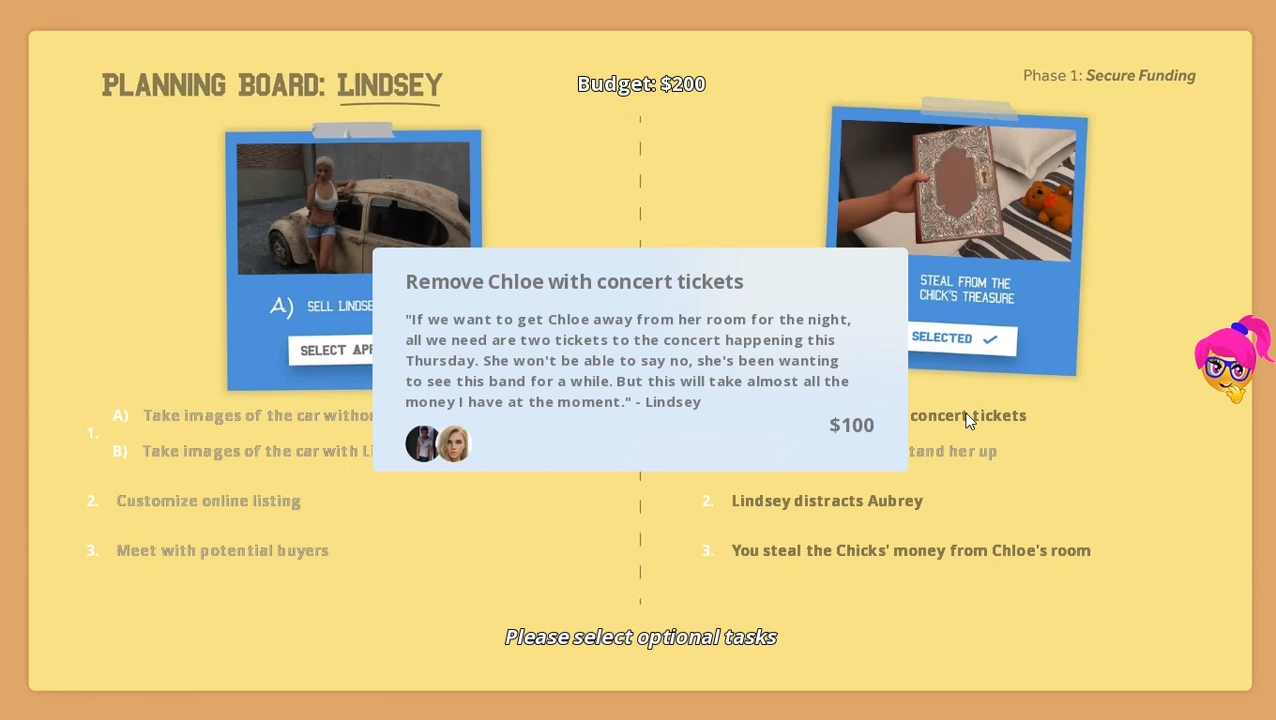 PLANNING BOARD: LINDSEY
Budget: $200
Phase 1: Secure Funding
A) SELL LINDSE
SELECT APP
STEAL FROM THE
CHICK'S TREASURE
SELECTED
Remove Chloe with concert tickets
"If we want to get Chloe away from her room for the night,
all we need are two tickets to the concert happening this
Thursday. She won't be able to say no, she's been wanting
to see this band for a while. But this will take almost all the
money I have at the moment." - Lindsey
$100
1.
A) Take images of the car withou
B) Take images of the car with Li
2. Customize online listing
3. Meet with potential buyers
concert tickets
tand her up
2. Lindsey distracts Aubrey
3. You steal the Chicks' money from Chloe's room
Please select optional tasks